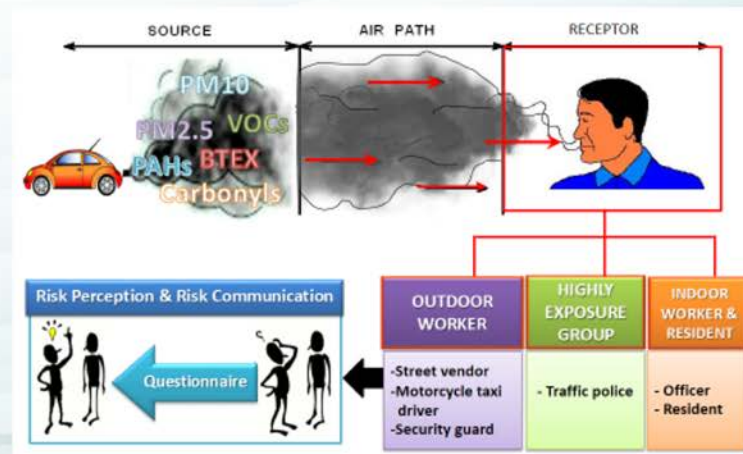 SOURCE
AIR PATH
RECEPTOR
PM10
PM2.5
VOCs
PAHs
BTEX
Carbonyls
Risk Perception & Risk Communication
Questionnaire
OUTDOOR
WORKER
-Street vendor
-Motorcycle taxi
driver
-Security guard
HIGHLY
EXPOSURE
GROUP
- Traffic police
INDOOR
WORKER &
RESIDENT
- Officer
- Resident